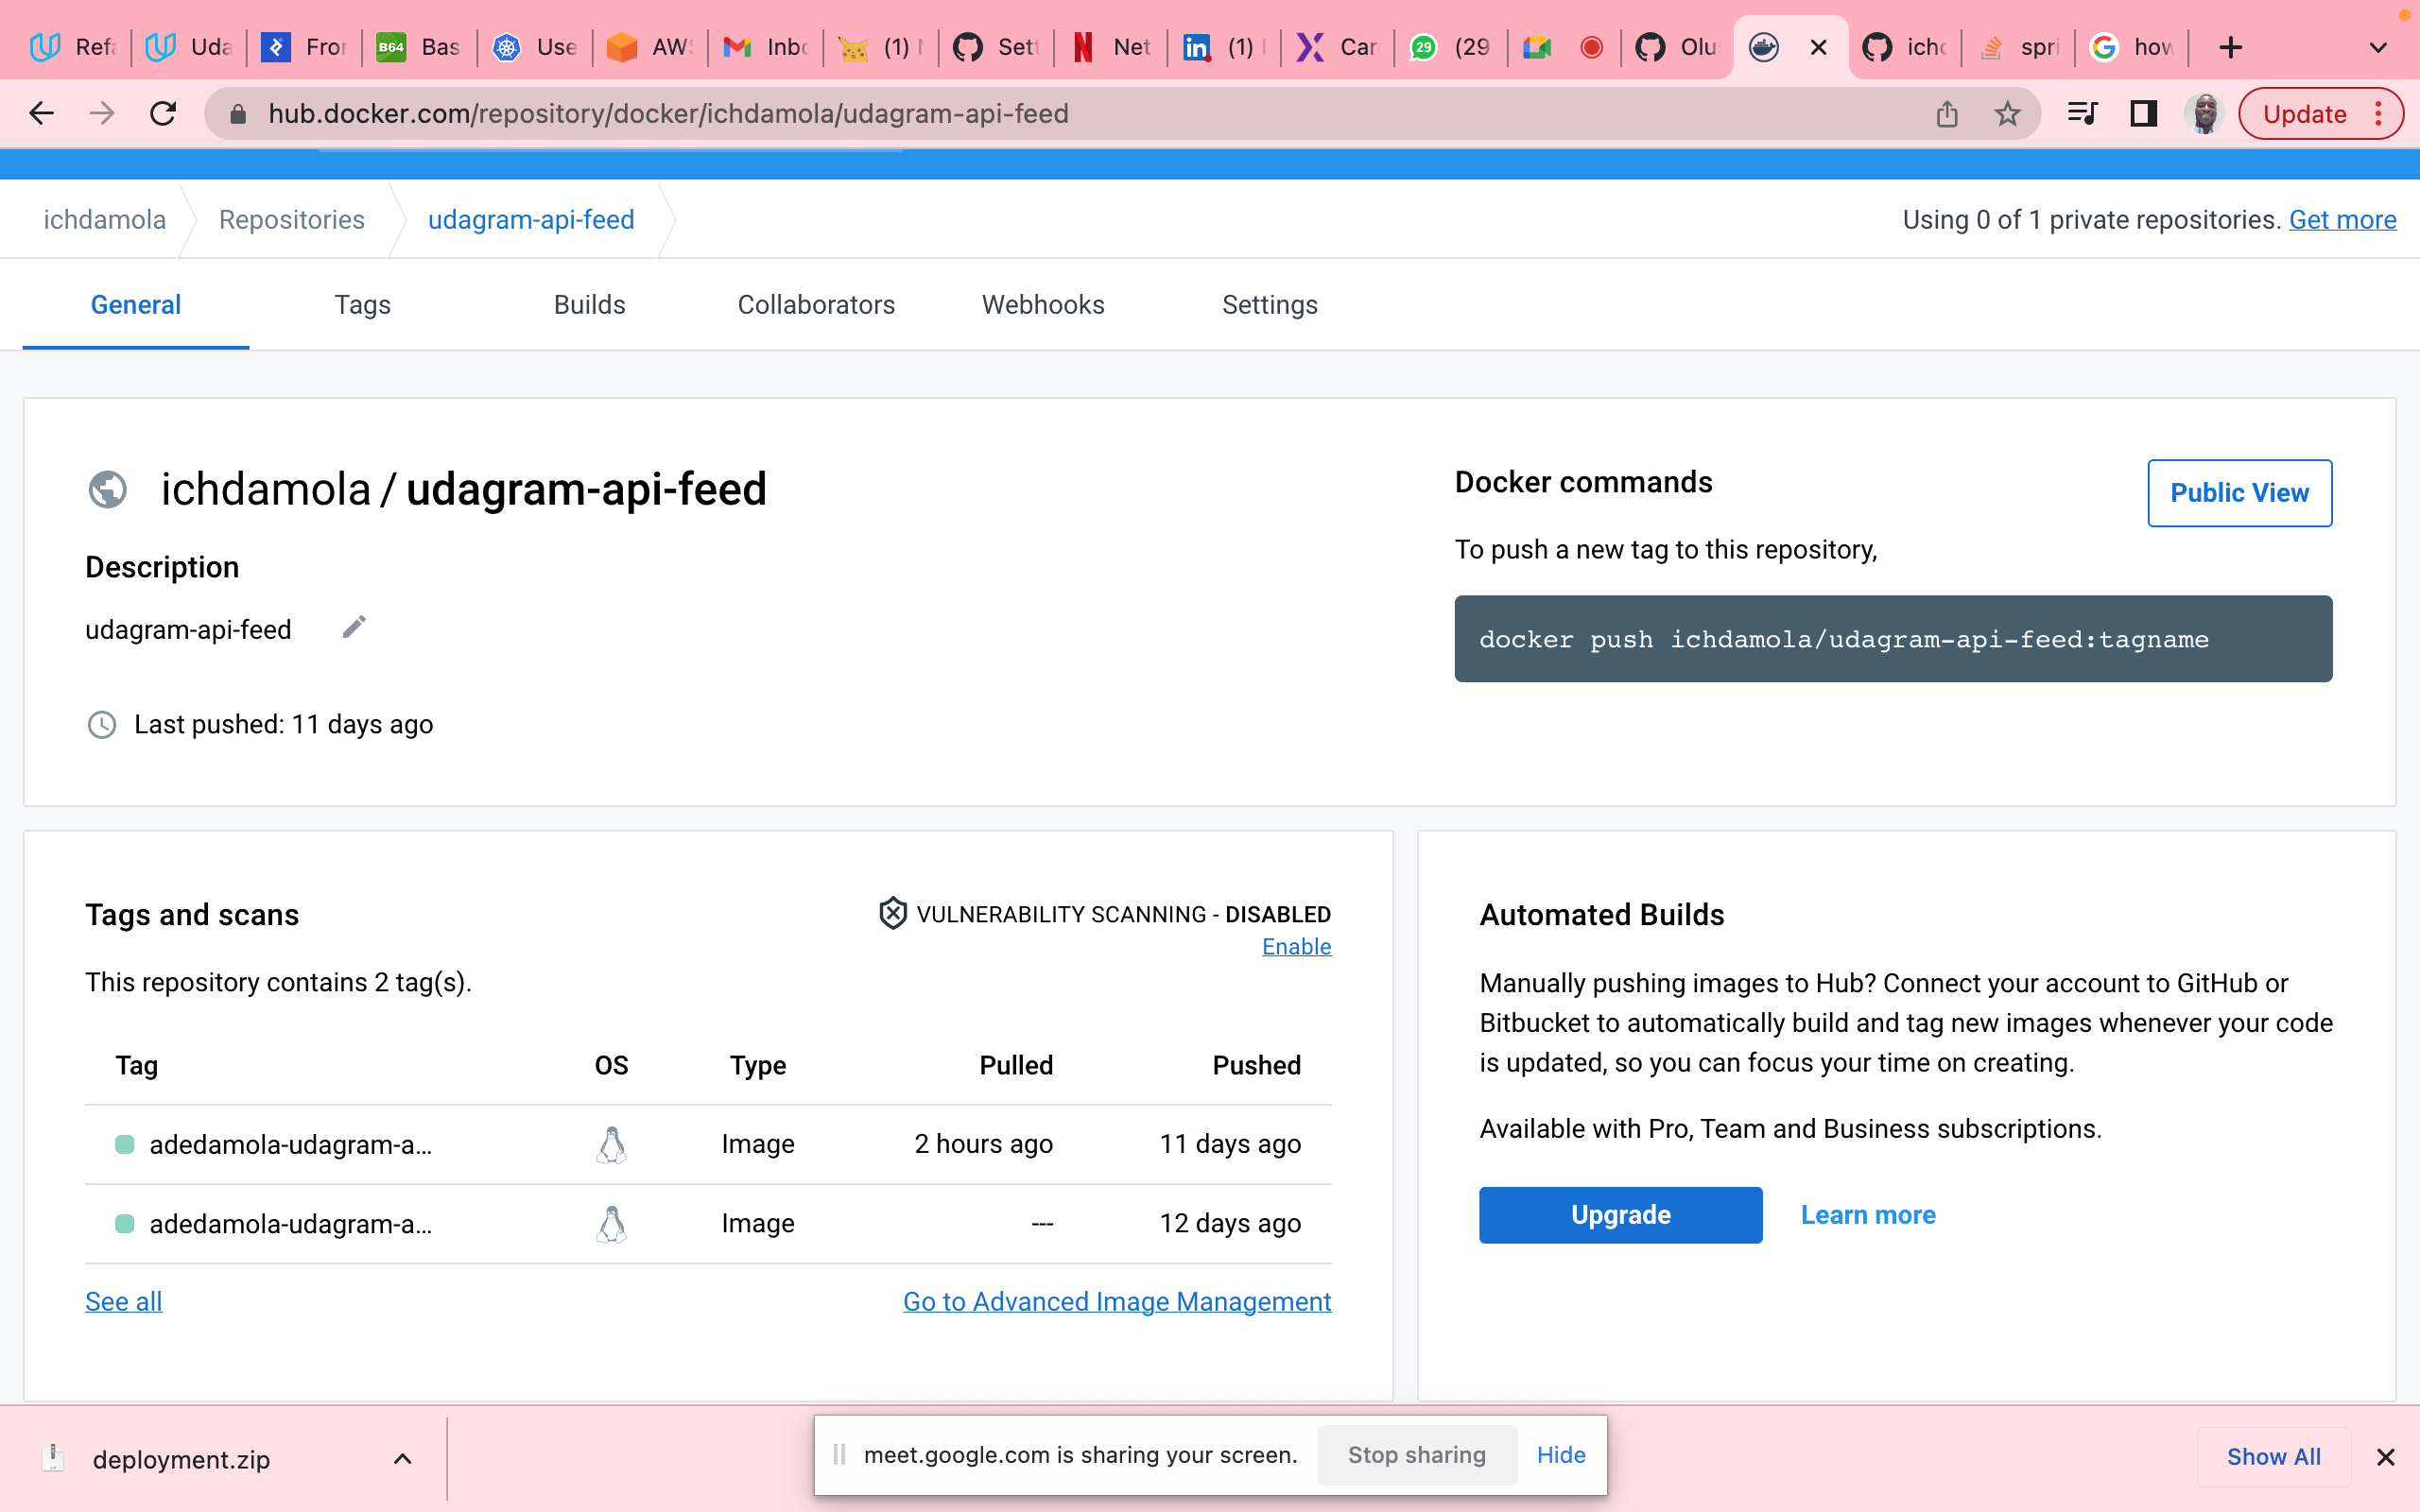 Refa
Uda
From
B64 Bas
Use
AWS
Inbo
(1)
Sett
Net
in (1)
Car
29 (29
Olu
icho
spri
how
hub.docker.com/repository/docker/ichdamola/udagram-api-feed
Update
ichdamola
Repositories
udagram-api-feed
Using 0 of 1 private repositories. Get more
General
Tags
Builds
Collaborators
Webhooks
Settings
ichdamola / udagram-api-feed
Description
udagram-api-feed
Last pushed: 11 days ago
Docker commands
Public View
To push a new tag to this repository,
docker push ichdamola/udagram-api-feed:tagname
Tags and scans
VULNERABILITY SCANNING - DISABLED
Enable
This repository contains 2 tag(s).
Tag OS Type Pulled Pushed
adedamola-udagram-a... Image 2 hours ago 11 days ago
adedamola-udagram-a... Image --- 12 days ago
See all
Go to Advanced Image Management
Automated Builds
Manually pushing images to Hub? Connect your account to GitHub or
Bitbucket to automatically build and tag new images whenever your code
is updated, so you can focus your time on creating.
Available with Pro, Team and Business subscriptions.
Upgrade
Learn more
deployment.zip
meet.google.com is sharing your screen.
Stop sharing
Hide
Show All